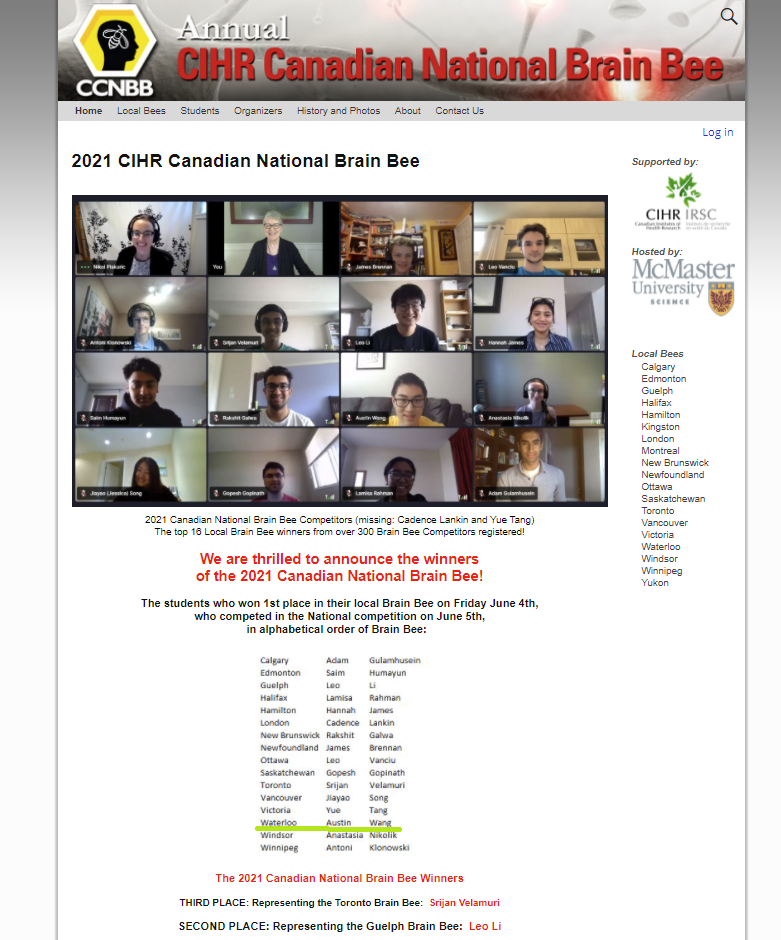 Annual
CIHR Canadian National Brain Bee
CCNBB
Home Local Bees Students Organizers History and Photos About Contact Us
Log in
2021 CIHR Canadian National Brain Bee
Nikol Piskaric You James Brennan Leo Vanciu
Antoni Klonowski Srijan Velamuri Leo Li Hannah James
Saim Humayun Rakshit Galwa Austin Wang Anastasia Nikolik
Jiayao (Jessica) Song Gopesh Gopinath Lamisa Rahman Adam Gulamhusein
2021 Canadian National Brain Bee Competitors (missing: Cadence Lankin and Yue Tang)
The top 16 Local Brain Bee winners from over 300 Brain Bee Competitors registered!
We are thrilled to announce the winners
of the 2021 Canadian National Brain Bee!
The students who won 1st place in their local Brain Bee on Friday June 4th,
who competed in the National competition on June 5th,
in alphabetical order of Brain Bee:
Calgary Adam Gulamhusein
Edmonton Saim Humayun
Guelph Leo Li
Halifax Lamisa Rahman
Hamilton Hannah James
London Cadence Lankin
New Brunswick Rakshit Galwa
Newfoundland James Brennan
Ottawa Leo Vanciu
Saskatchewan Gopesh Gopinath
Toronto Srijan Velamuri
Vancouver Jiayao Song
Victoria Yue Tang
Waterloo Austin Wang
Windsor Anastasia Nikolik
Winnipeg Antoni Klonowski
The 2021 Canadian National Brain Bee Winners
THIRD PLACE: Representing the Toronto Brain Bee: Srijan Velamuri
SECOND PLACE: Representing the Guelph Brain Bee: Leo Li
Supported by:
CIHR IRSC
Canadian Institutes of Health Research Instituts de recherche en santé du Canada
Hosted by:
McMaster
University
SCIENCE
Local Bees
Calgary
Edmonton
Guelph
Halifax
Hamilton
Kingston
London
Montreal
New Brunswick
Newfoundland
Ottawa
Saskatchewan
Toronto
Vancouver
Victoria
Waterloo
Windsor
Winnipeg
Yukon